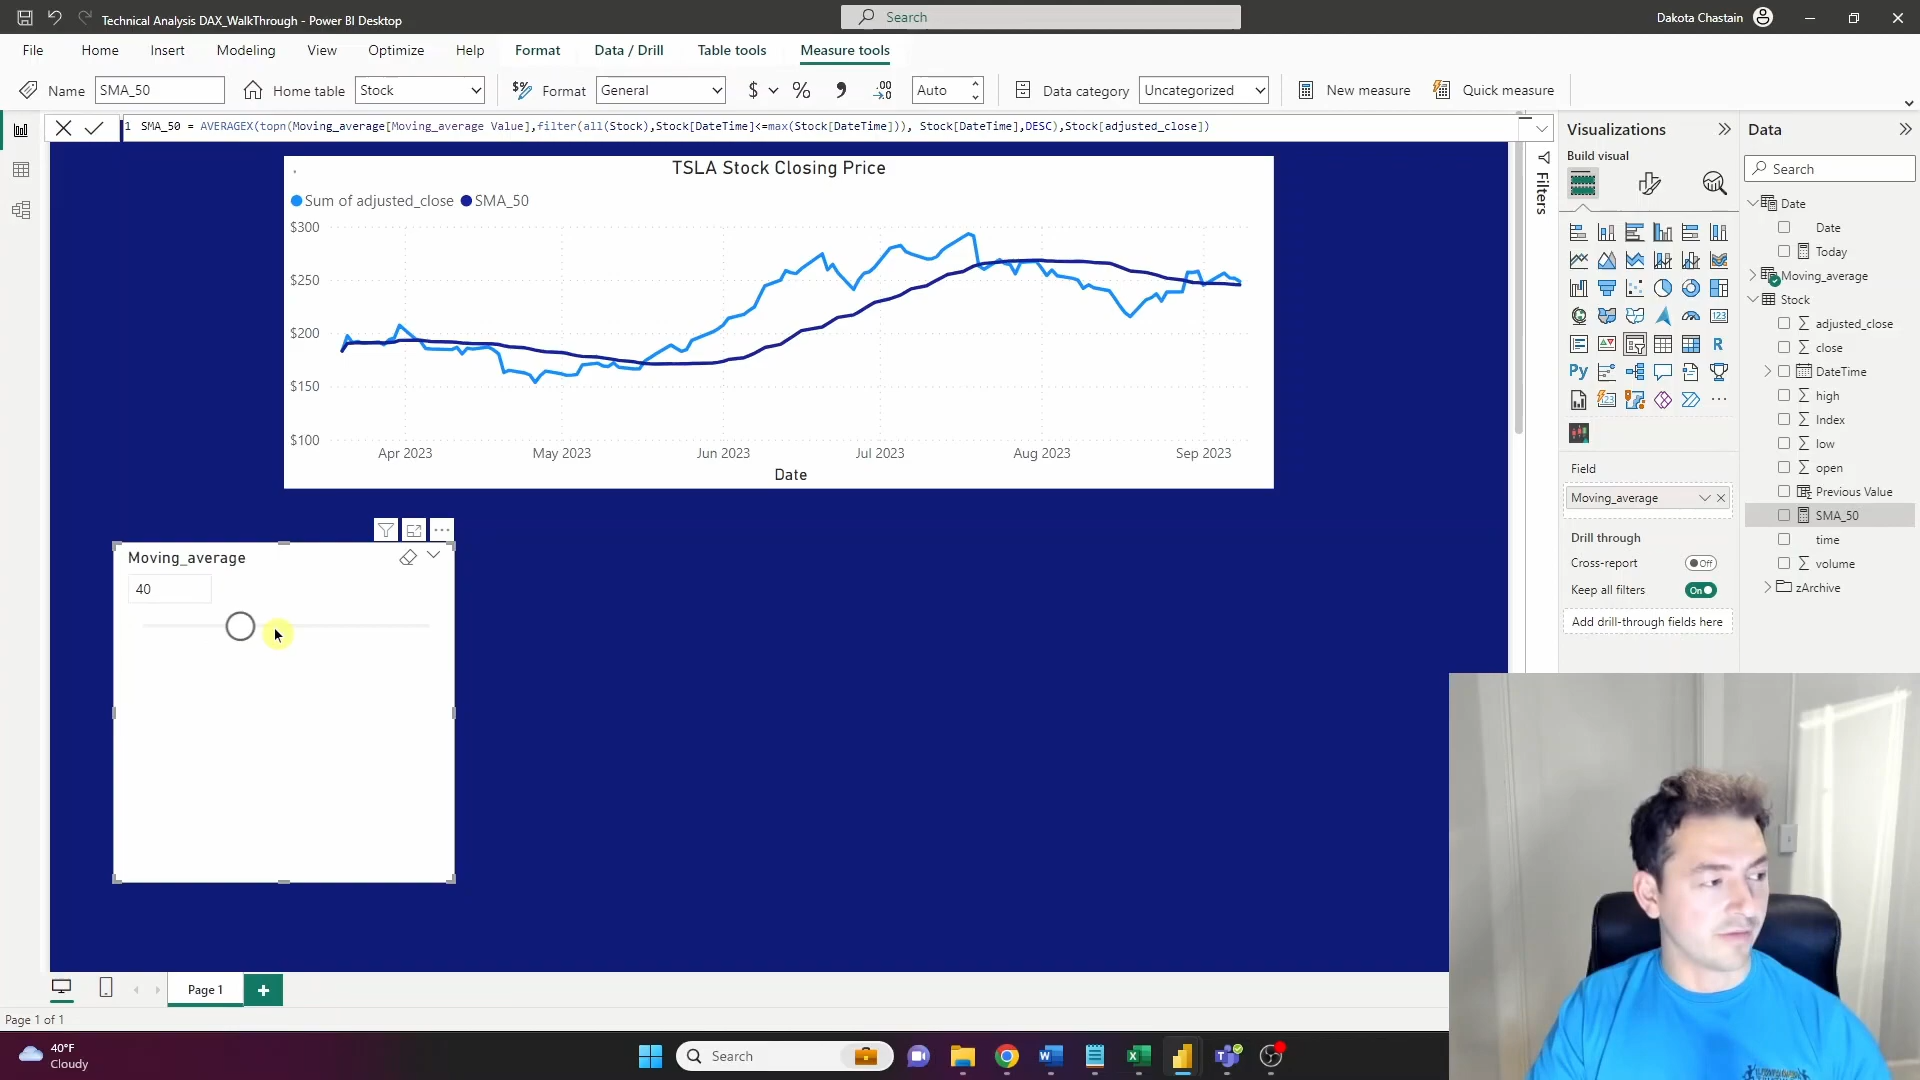 Technical Analysis DAX_WalkThrough - Power BI Desktop
Search
Dakota Chastain
File Home Insert Modeling View Optimize Help Format Data / Drill Table tools Measure tools
Name SMA_50 Home table Stock Format General $ % 9 .00 Auto Data category Uncategorized New measure Quick measure
1 SMA_50 = AVERAGEX(topn(Moving_average[Moving_average Value],filter(all(Stock),Stock[DateTime]<=max(Stock[DateTime])), Stock[DateTime],DESC),Stock[adjusted_close])
TSLA Stock Closing Price
Sum of adjusted_close SMA_50
$300
$250
$200
$150
$100
Apr 2023 May 2023 Jun 2023 Jul 2023 Aug 2023 Sep 2023
Date
Moving_average
40
Filters
Visualizations
Build visual
123
R
Py
123
Field
Moving_average
Drill through
Cross-report Off
Keep all filters On
Add drill-through fields here
Data
Search
Date
Date
Today
Moving_average
Stock
adjusted_close
close
DateTime
high
Index
low
open
Previous Value
SMA_50
time
volume
zArchive
Page 1
Page 1 of 1
40°F
Cloudy
Search